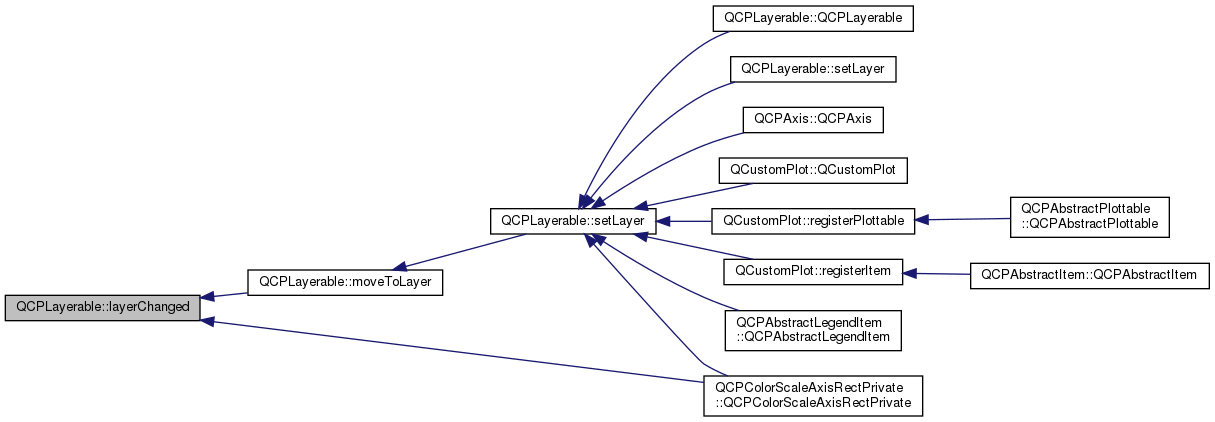 QCPLayerable::QCPLayerable
QCPLayerable::setLayer
QCPAxis::QCPAxis
QCustomPlot::QCustomPlot
QCPLayerable::setLayer
QCustomPlot::registerPlottable
QCPAbstractPlottable
::QCPAbstractPlottable
QCustomPlot::registerItem
QCPAbstractItem::QCPAbstractItem
QCPLayerable::moveToLayer
QCPLayerable::layerChanged
QCPAbstractLegendItem
::QCPAbstractLegendItem
QCPColorScaleAxisRectPrivate
::QCPColorScaleAxisRectPrivate